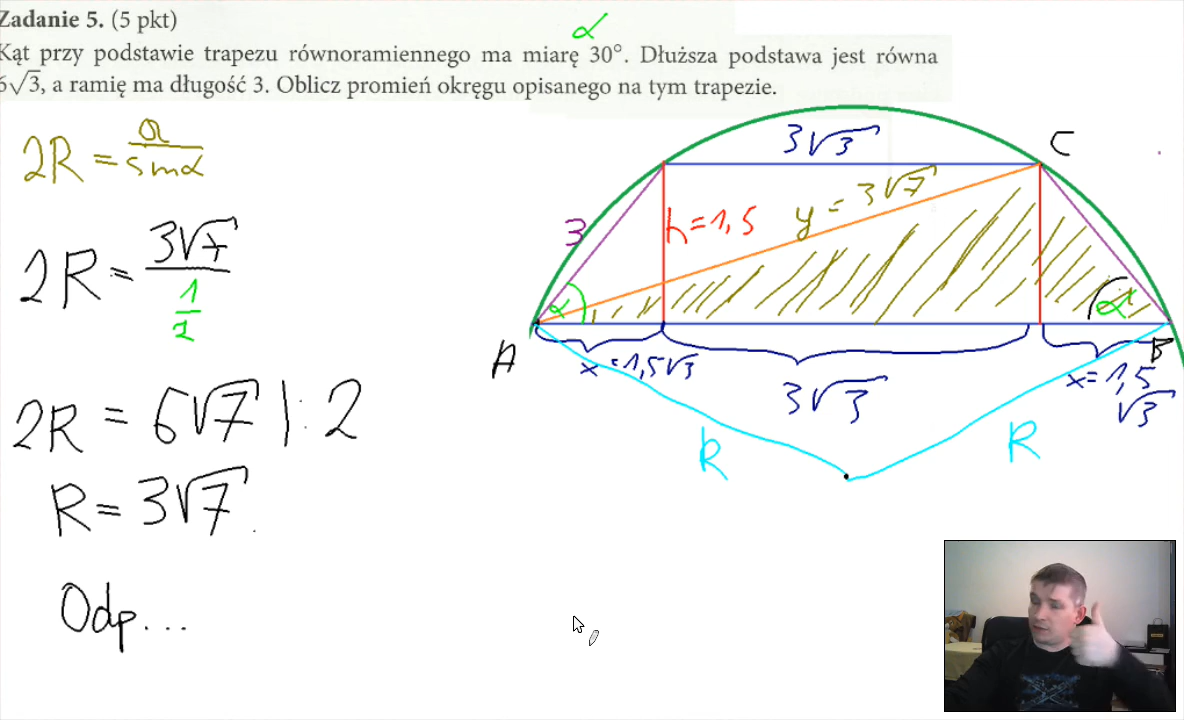 Zadanie 5. (5 pkt)
α
Kąt przy podstawie trapezu równoramiennego ma miarę 30°. Dłuższa podstawa jest równa
6√3, a ramię ma długość 3. Oblicz promień okręgu opisanego na tym trapezie.
2R = a/sinα
2R = 3√7 / (1/2)
2R = 6√7 |:2
R = 3√7
Odp...
3√3
C
3
h = 1,5
y = 3√7
α
α
A
B
x = 1,5√3
3√3
x = 1,5√3
R
R